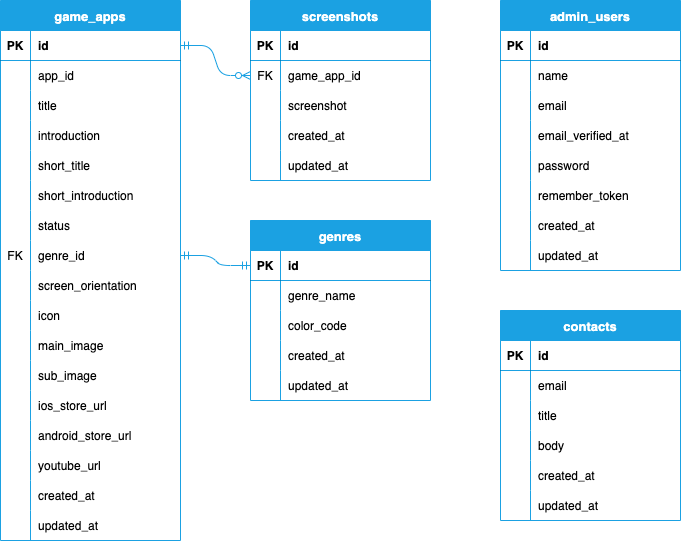 game_apps
PK id
app_id
title
introduction
short_title
short_introduction
status
FK genre_id
screen_orientation
icon
main_image
sub_image
ios_store_url
android_store_url
youtube_url
created_at
updated_at
screenshots
PK id
FK game_app_id
screenshot
created_at
updated_at
genres
PK id
genre_name
color_code
created_at
updated_at
admin_users
PK id
name
email
email_verified_at
password
remember_token
created_at
updated_at
contacts
PK id
email
title
body
created_at
updated_at